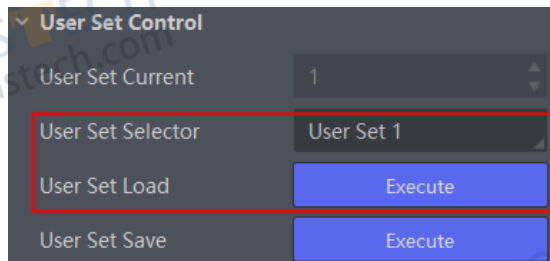 User Set Control
User Set Current 1
User Set Selector User Set 1
User Set Load Execute
User Set Save Execute